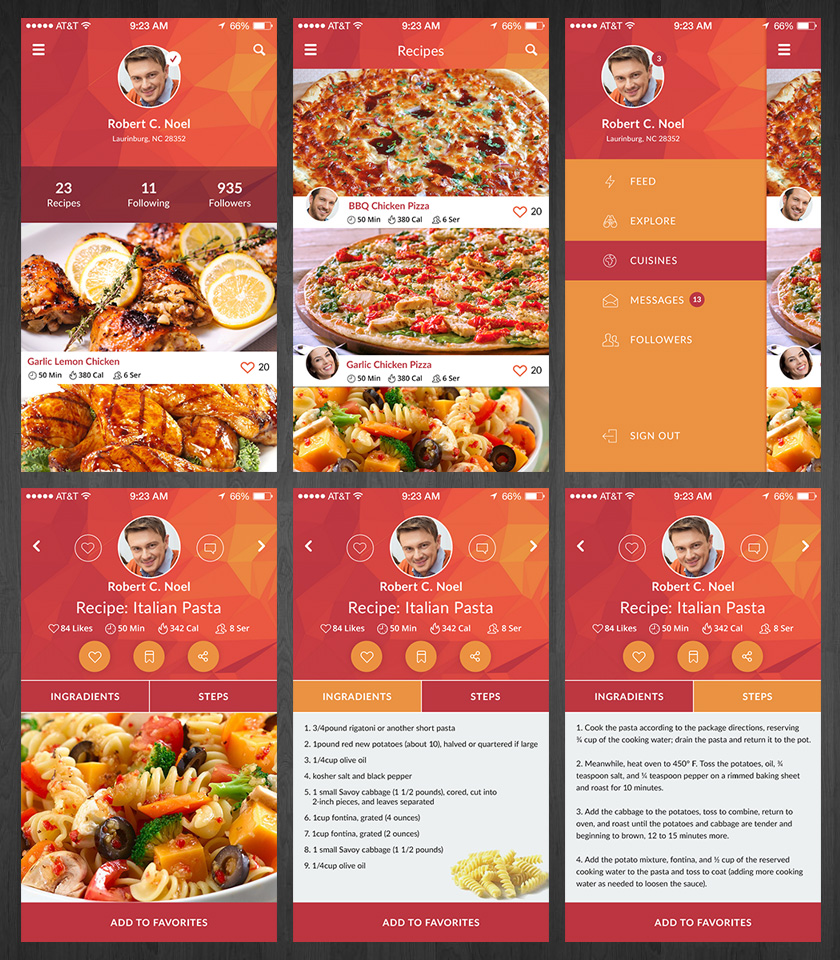 AT&T 9:23 AM 66%
Robert C. Noel
Laurinburg, NC 28352
23 11 935
Recipes Following Followers
Garlic Lemon Chicken
50 Min 380 Cal 6 Ser 20
AT&T 9:23 AM 66%
Recipes
BBQ Chicken Pizza
50 Min 380 Cal 6 Ser 20
Garlic Chicken Pizza
50 Min 380 Cal 6 Ser 20
AT&T 9:23 AM 66%
3
Robert C. Noel
Laurinburg, NC 28352
FEED
EXPLORE
CUISINES
MESSAGES 13
FOLLOWERS
SIGN OUT
AT&T 9:23 AM 66%
Robert C. Noel
Recipe: Italian Pasta
84 Likes 50 Min 342 Cal 8 Ser
INGRADIENTS STEPS
ADD TO FAVORITES
AT&T 9:23 AM 66%
Robert C. Noel
Recipe: Italian Pasta
84 Likes 50 Min 342 Cal 8 Ser
INGRADIENTS STEPS
1. 3/4pound rigatoni or another short pasta
2. 1pound red new potatoes (about 10), halved or quartered if large
3. 1/4cup olive oil
4. kosher salt and black pepper
5. 1 small Savoy cabbage (1 1/2 pounds), cored, cut into
2-inch pieces, and leaves separated
6. 1cup fontina, grated (4 ounces)
7. 1cup fontina, grated (2 ounces)
8. 1 small Savoy cabbage (1 1/2 pounds)
9. 1/4cup olive oil
ADD TO FAVORITES
AT&T 9:23 AM 66%
Robert C. Noel
Recipe: Italian Pasta
84 Likes 50 Min 342 Cal 8 Ser
INGRADIENTS STEPS
1. Cook the pasta according to the package directions, reserving
¾ cup of the cooking water; drain the pasta and return it to the pot.
2. Meanwhile, heat oven to 450° F. Toss the potatoes, oil, ¾
teaspoon salt, and ¼ teaspoon pepper on a rimmed baking sheet
and roast for 10 minutes.
3. Add the cabbage to the potatoes, toss to combine, return to
oven, and roast until the potatoes and cabbage are tender and
beginning to brown, 12 to 15 minutes more.
4. Add the potato mixture, fontina, and ½ cup of the reserved
cooking water to the pasta and toss to coat (adding more cooking
water as needed to loosen the sauce).
ADD TO FAVORITES